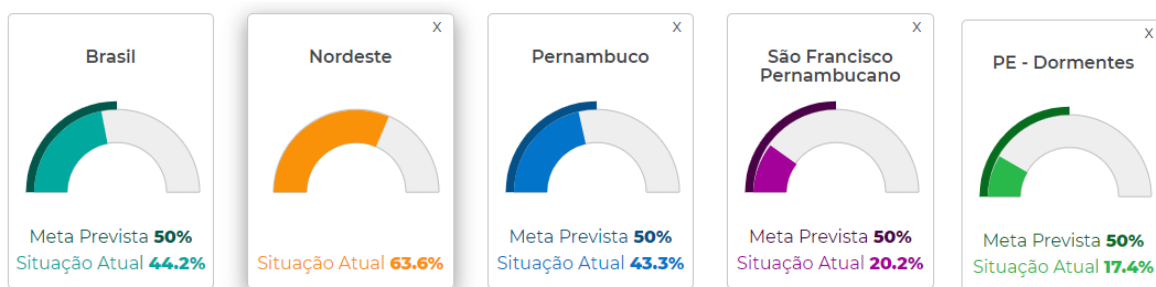 Brasil
Meta Prevista 50%
Situação Atual 44.2%
X
Nordeste
Situação Atual 63.6%
X
Pernambuco
Meta Prevista 50%
Situação Atual 43.3%
X
São Francisco
Pernambucano
Meta Prevista 50%
Situação Atual 20.2%
X
PE - Dormentes
Meta Prevista 50%
Situação Atual 17.4%